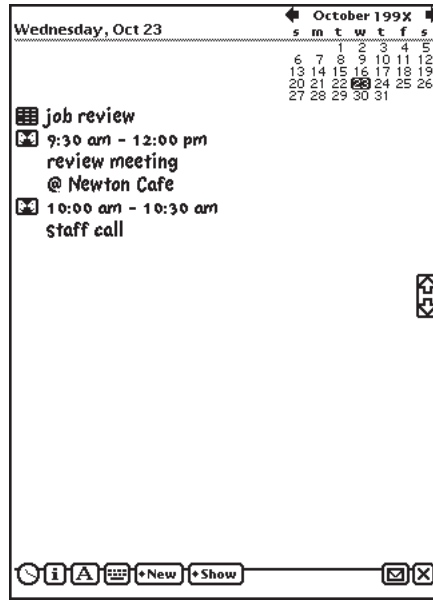 Wednesday, Oct 23
October 199X
s m t w t f s
1 2 3 4 5
6 7 8 9 10 11 12
13 14 15 16 17 18 19
20 21 22 23 24 25 26
27 28 29 30 31
job review
9:30 am - 12:00 pm
review meeting
@ Newton Cafe
10:00 am - 10:30 am
staff call
i A New Show